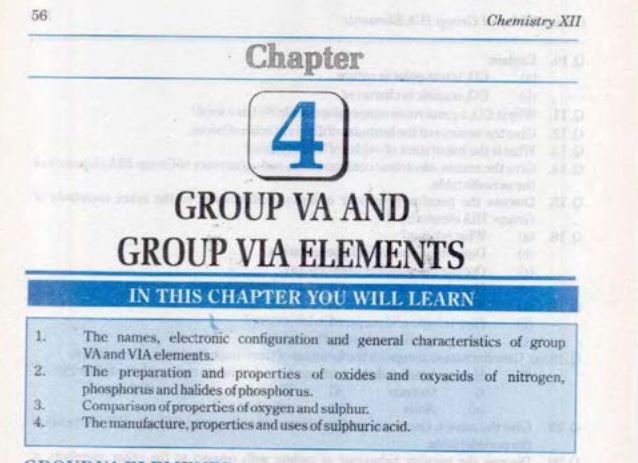 56
Chemistry XII
Chapter
4
GROUP VA AND
GROUP VIA ELEMENTS
IN THIS CHAPTER YOU WILL LEARN
1. The names, electronic configuration and general characteristics of group
VA and VIA elements.
2. The preparation and properties of oxides and oxyacids of nitrogen,
phosphorus and halides of phosphorus.
3. Comparison of properties of oxygen and sulphur.
4. The manufacture, properties and uses of sulphuric acid.